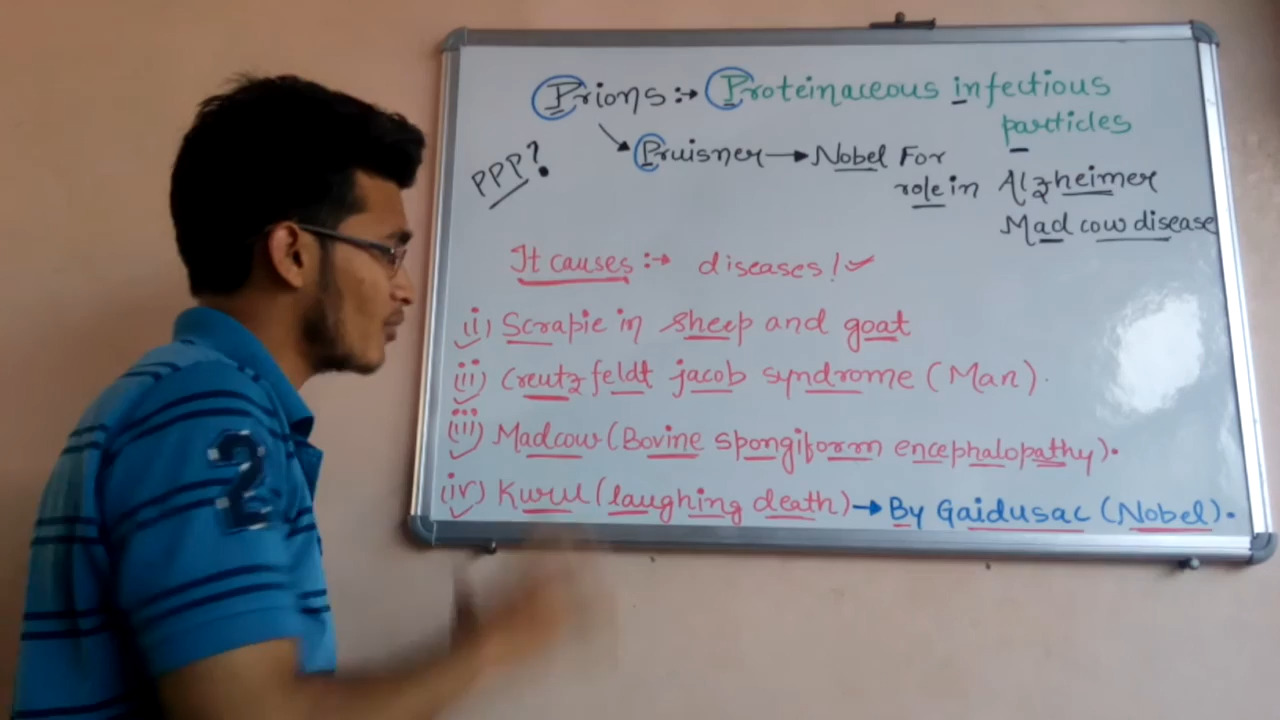 Prions:→ Proteinaceous infectious
particles
PPP?
Pruisner → Nobel For
role in Alzheimer
Mad cow disease
It causes:→ diseases!✓
(i) Scrapie in sheep and goat
(ii) Creutzfeldt jacob syndrome (Man).
(iii) Madcow (Bovine spongiform encephalopathy).
(iv) Kuru (laughing death) → By Gaidusac (Nobel).
2